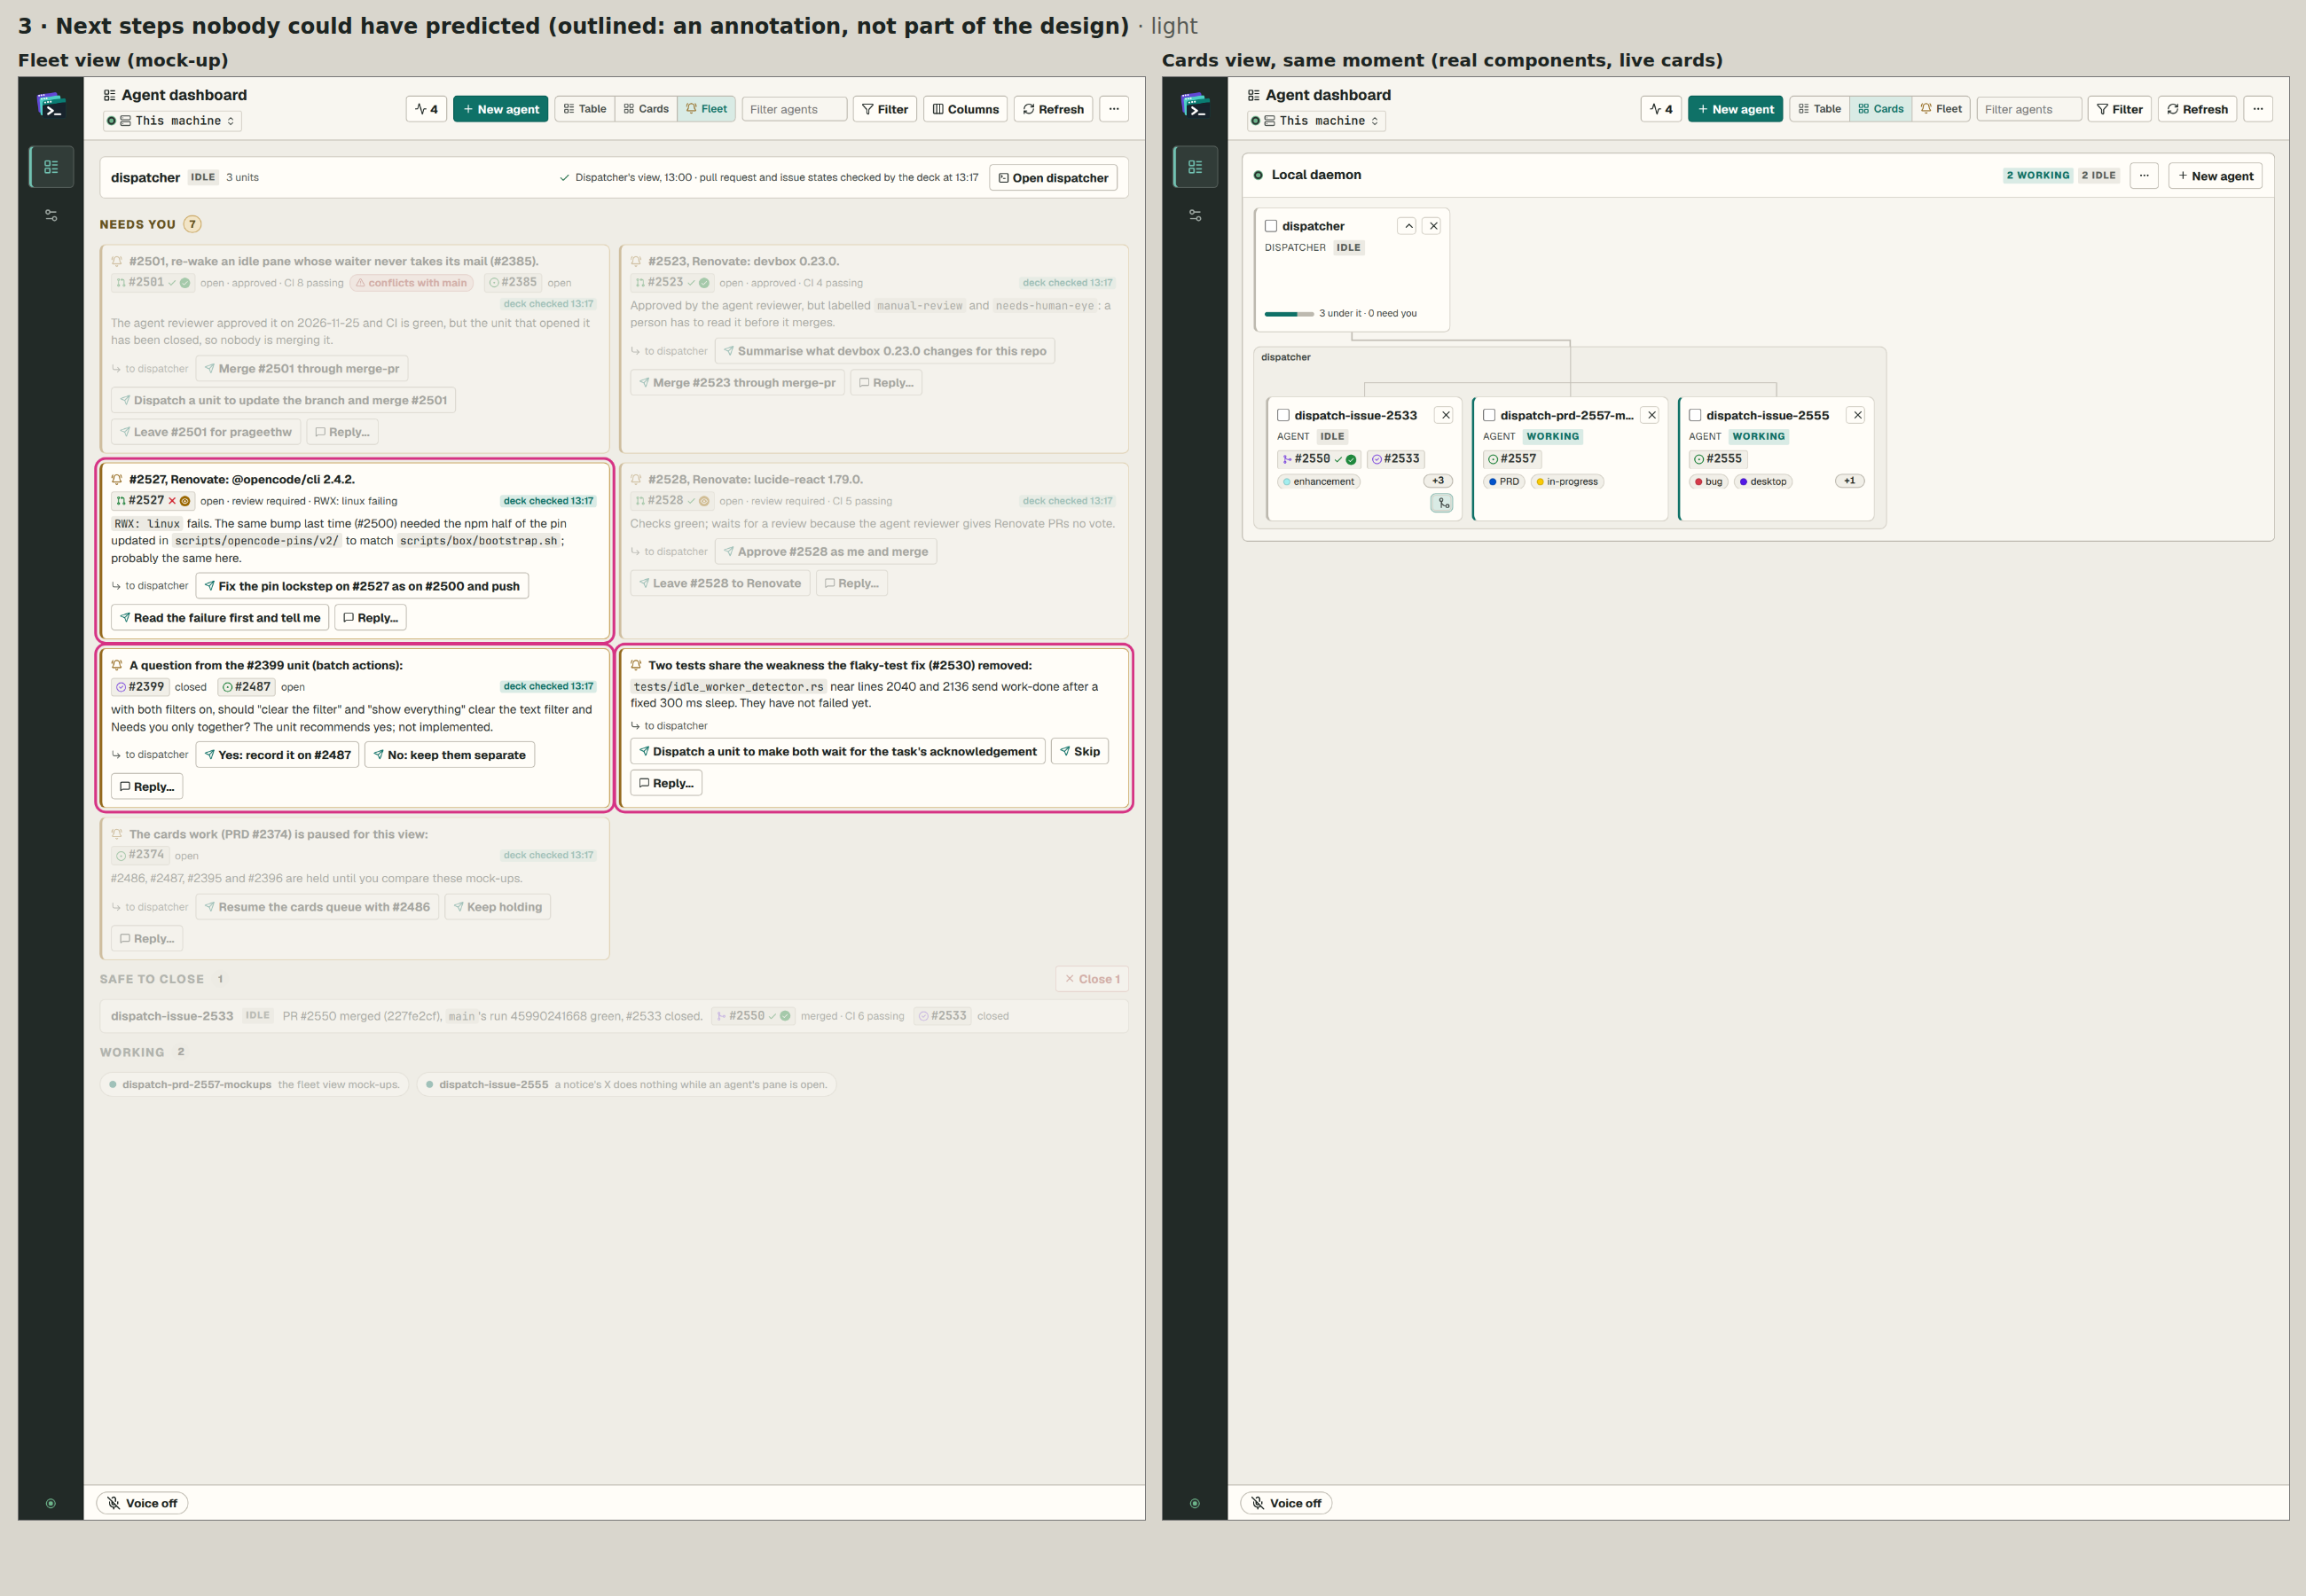 3 · Next steps nobody could have predicted (outlined: an annotation, not part of the design) · light
Fleet view (mock-up)
Agent dashboard
This machine
4
+ New agent
Table
Cards
Fleet
Filter agents
Filter
Columns
Refresh
...
dispatcher IDLE 3 units
Dispatcher's view, 13:00 · pull request and issue states checked by the deck at 13:17
Open dispatcher
NEEDS YOU 7
#2501, re-wake an idle pane whose waiter never takes its mail (#2385).
#2501 open · approved · CI 8 passing conflicts with main #2385 open
deck checked 13:17
The agent reviewer approved it on 2026-11-25 and CI is green, but the unit that opened it
has been closed, so nobody is merging it.
to dispatcher Merge #2501 through merge-pr
Dispatch a unit to update the branch and merge #2501
Leave #2501 for prageethw Reply...
#2523, Renovate: devbox 0.23.0.
#2523 open · approved · CI 4 passing deck checked 13:17
Approved by the agent reviewer, but labelled manual-review and needs-human-eye: a
person has to read it before it merges.
to dispatcher Summarise what devbox 0.23.0 changes for this repo
Merge #2523 through merge-pr Reply...
#2527, Renovate: @opencode/cli 2.4.2.
#2527 open · review required · RWX: linux failing deck checked 13:17
RWX: linux fails. The same bump last time (#2500) needed the npm half of the pin
updated in scripts/opencode-pins/v2/ to match scripts/box/bootstrap.sh;
probably the same here.
to dispatcher Fix the pin lockstep on #2527 as on #2500 and push
Read the failure first and tell me Reply...
#2528, Renovate: lucide-react 1.79.0.
#2528 open · review required · CI 5 passing deck checked 13:17
Checks green; waits for a review because the agent reviewer gives Renovate PRs no vote.
to dispatcher Approve #2528 as me and merge
Leave #2528 to Renovate Reply...
A question from the #2399 unit (batch actions):
#2399 closed #2487 open deck checked 13:17
with both filters on, should "clear the filter" and "show everything" clear the text filter and
Needs you only together? The unit recommends yes; not implemented.
to dispatcher Yes: record it on #2487 No: keep them separate
Reply...
Two tests share the weakness the flaky-test fix (#2530) removed:
tests/idle_worker_detector.rs near lines 2040 and 2136 send work-done after a
fixed 300 ms sleep. They have not failed yet.
to dispatcher
Dispatch a unit to make both wait for the task's acknowledgement Skip
Reply...
The cards work (PRD #2374) is paused for this view:
#2374 open deck checked 13:17
#2486, #2487, #2395 and #2396 are held until you compare these mock-ups.
to dispatcher Resume the cards queue with #2486 Keep holding
Reply...
SAFE TO CLOSE 1
Close 1
dispatch-issue-2533 IDLE PR #2550 merged (227fe2cf), main's run 45990241668 green, #2533 closed. #2550 merged · CI 6 passing #2533 closed
WORKING 2
dispatch-prd-2557-mockups the fleet view mock-ups.
dispatch-issue-2555 a notice's X does nothing while an agent's pane is open.
Voice off
Cards view, same moment (real components, live cards)
Agent dashboard
This machine
4
+ New agent
Table
Cards
Fleet
Filter agents
Filter
Refresh
...
Local daemon
2 WORKING 2 IDLE
...
+ New agent
dispatcher
DISPATCHER IDLE
3 under it · 0 need you
dispatcher
dispatch-issue-2533
AGENT IDLE
#2550 #2533
enhancement +3
dispatch-prd-2557-m...
AGENT WORKING
#2557
PRD in-progress
dispatch-issue-2555
AGENT WORKING
#2555
bug desktop +1
Voice off